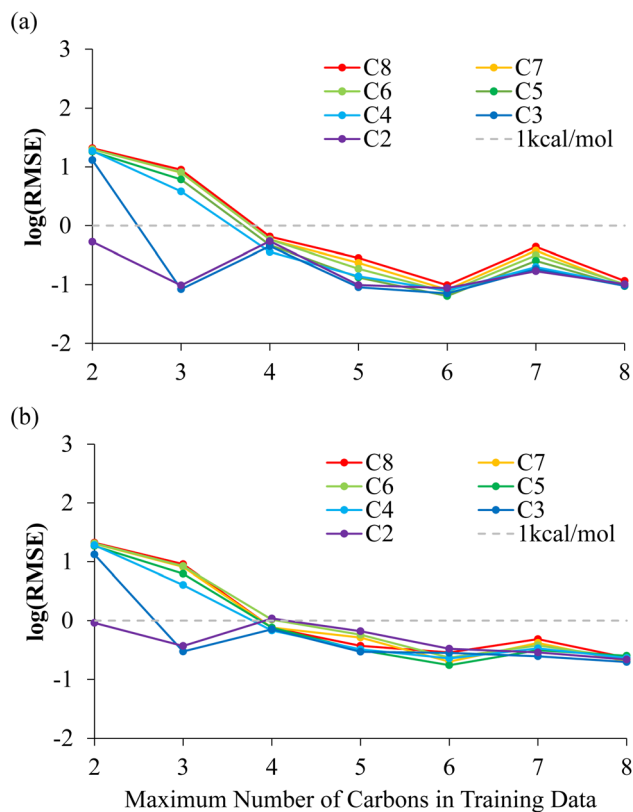 (a)
3
2
1
0
-1
-2
log(RMSE)
C8 C7
C6 C5
C4 C3
C2 1kcal/mol
2 3 4 5 6 7 8
(b)
3
2
1
0
-1
-2
log(RMSE)
C8 C7
C6 C5
C4 C3
C2 1kcal/mol
2 3 4 5 6 7 8
Maximum Number of Carbons in Training Data